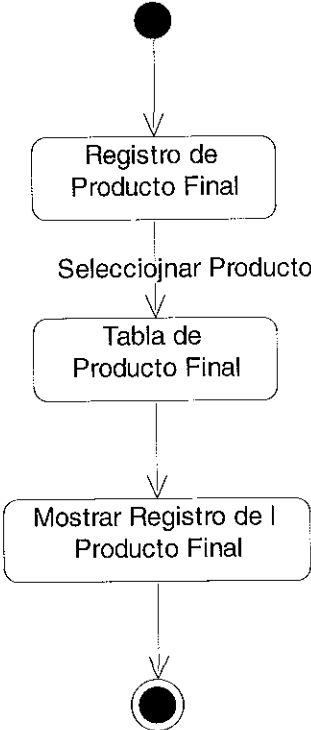 Registro de
Producto Final
Selecciojnar Producto
Tabla de
Producto Final
Mostrar Registro de l
Producto Final